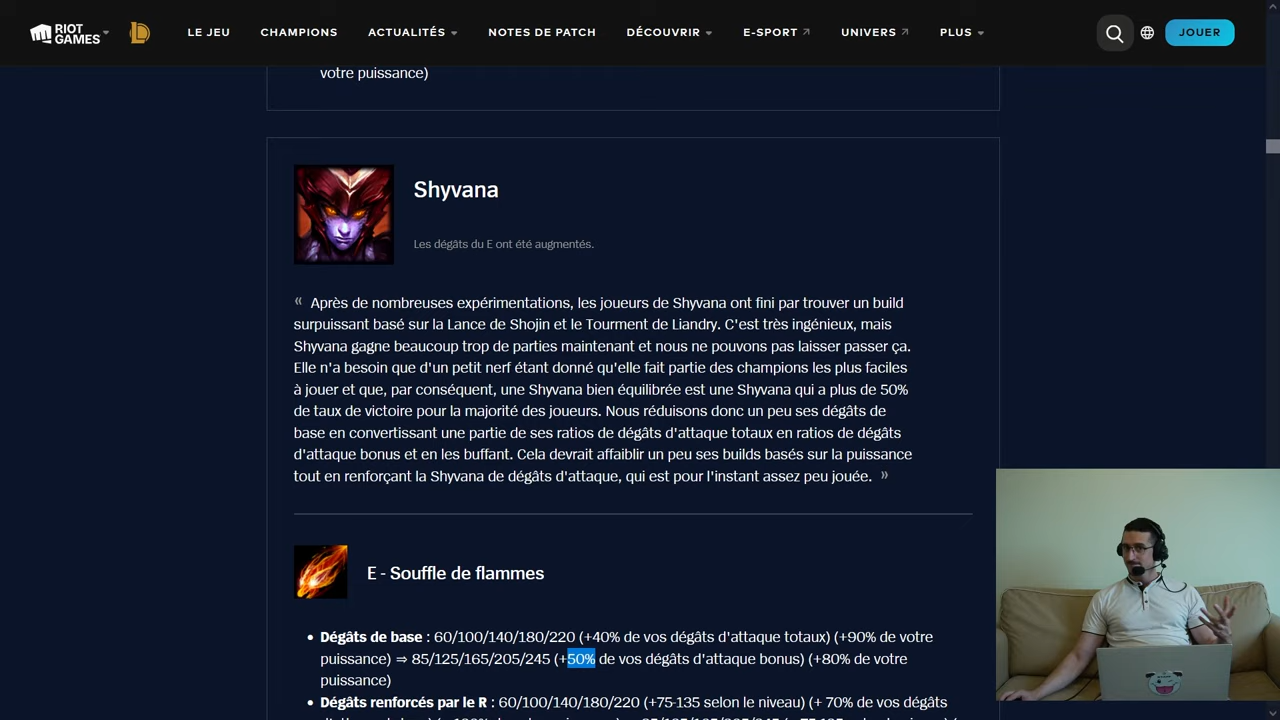 RIOT GAMES
LE JEU CHAMPIONS ACTUALITÉS NOTES DE PATCH DÉCOUVRIR E-SPORT UNIVERS PLUS JOUER
votre puissance)
Shyvana
Les dégâts du E ont été augmentés.
« Après de nombreuses expérimentations, les joueurs de Shyvana ont fini par trouver un build
surpuissant basé sur la Lance de Shojin et le Tourment de Liandry. C'est très ingénieux, mais
Shyvana gagne beaucoup trop de parties maintenant et nous ne pouvons pas laisser passer ça.
Elle n'a besoin que d'un petit nerf étant donné qu'elle fait partie des champions les plus faciles
à jouer et que, par conséquent, une Shyvana bien équilibrée est une Shyvana qui a plus de 50%
de taux de victoire pour la majorité des joueurs. Nous réduisons donc un peu ses dégâts de
base en convertissant une partie de ses ratios de dégâts d'attaque totaux en ratios de dégâts
d'attaque bonus et en les buffant. Cela devrait affaiblir un peu ses builds basés sur la puissance
tout en renforçant la Shyvana de dégâts d'attaque, qui est pour l'instant assez peu jouée. »
E - Souffle de flammes
• Dégâts de base : 60/100/140/180/220 (+40% de vos dégâts d'attaque totaux) (+90% de votre
puissance) ⇒ 85/125/165/205/245 (+50% de vos dégâts d'attaque bonus) (+80% de votre
puissance)
• Dégâts renforcés par le R : 60/100/140/180/220 (+75-135 selon le niveau) (+ 70% de vos dégâts